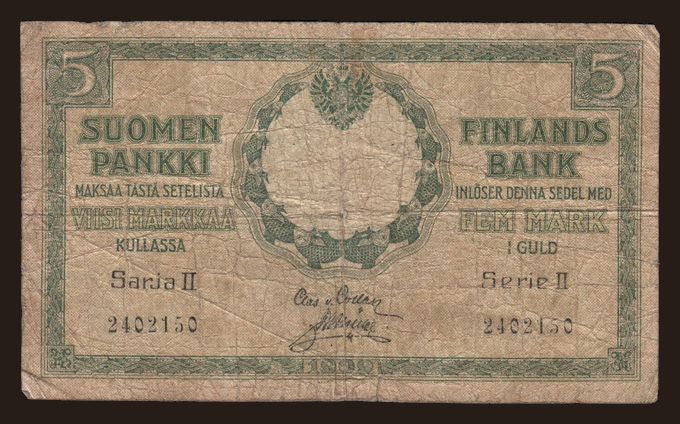 5
5
SUOMEN
PANKKI
MAKSAA TÄSTÄ SETELISTÄ
VIISI MARKKAA
KULLASSA
Sarja II
2402150
FINLANDS
BANK
INLÖSER DENNA SEDEL MED
FEM MARK
I GULD
Serie II
2402150
1909